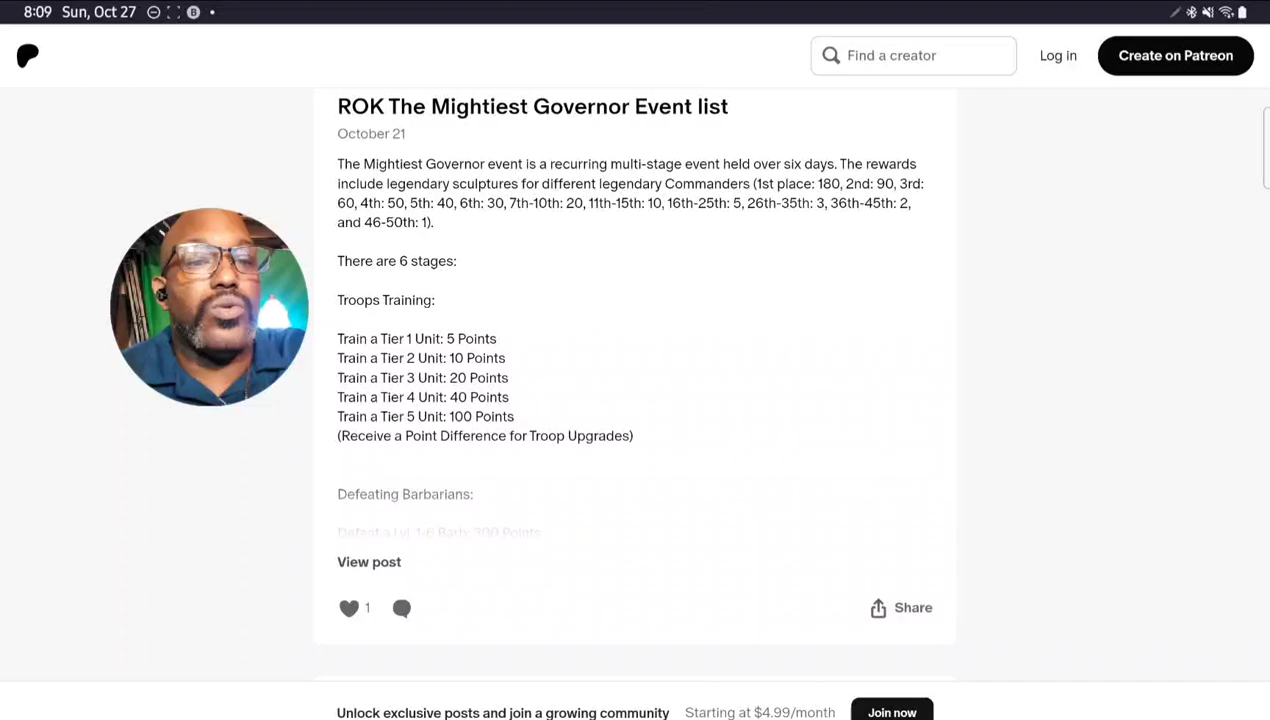 8:09 Sun, Oct 27
Find a creator
Log in
Create on Patreon
ROK The Mightiest Governor Event list
October 21
The Mightiest Governor event is a recurring multi-stage event held over six days. The rewards
include legendary sculptures for different legendary Commanders (1st place: 180, 2nd: 90, 3rd:
60, 4th: 50, 5th: 40, 6th: 30, 7th-10th: 20, 11th-15th: 10, 16th-25th: 5, 26th-35th: 3, 36th-45th: 2,
and 46-50th: 1).
There are 6 stages:
Troops Training:
Train a Tier 1 Unit: 5 Points
Train a Tier 2 Unit: 10 Points
Train a Tier 3 Unit: 20 Points
Train a Tier 4 Unit: 40 Points
Train a Tier 5 Unit: 100 Points
(Receive a Point Difference for Troop Upgrades)
Defeating Barbarians:
Defeat a Lvl 1-6 Barb: 300 Points
View post
1
Share
Unlock exclusive posts and join a growing community
Starting at $4.99/month
Join now